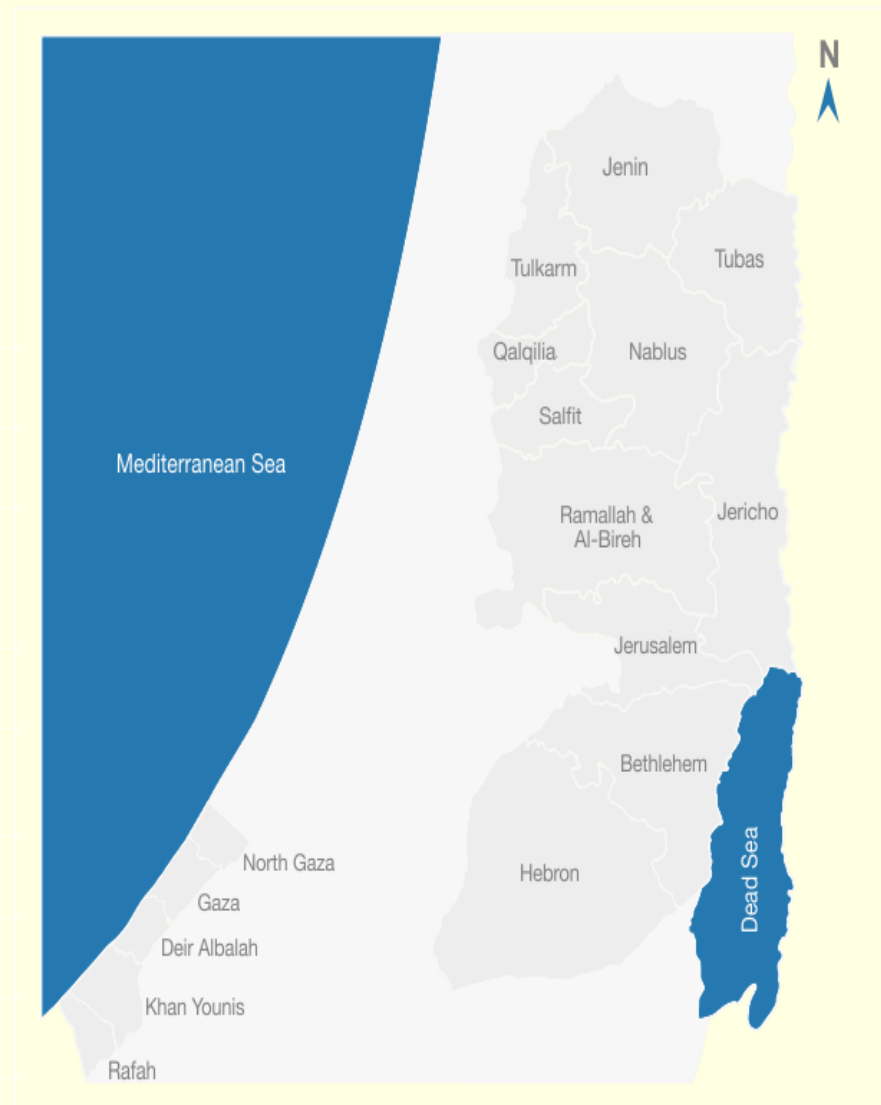 N
Jenin
Tubas
Tulkarm
Qalqilia
Nablus
Salfit
Mediterranean Sea
Ramallah &
Al-Bireh
Jericho
Jerusalem
Bethlehem
Hebron
Dead Sea
North Gaza
Gaza
Deir Albalah
Khan Younis
Rafah